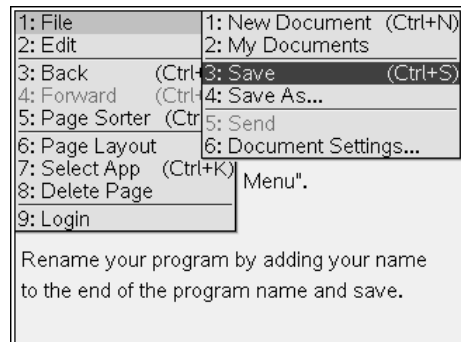 1: File
2: Edit
3: Back (Ctrl+
4: Forward (Ctrl+
5: Page Sorter (Ctr
6: Page Layout
7: Select App (Ctrl+K)
8: Delete Page
9: Login
1: New Document (Ctrl+N)
2: My Documents
3: Save (Ctrl+S)
4: Save As...
5: Send
6: Document Settings...
Menu".
Rename your program by adding your name
to the end of the program name and save.